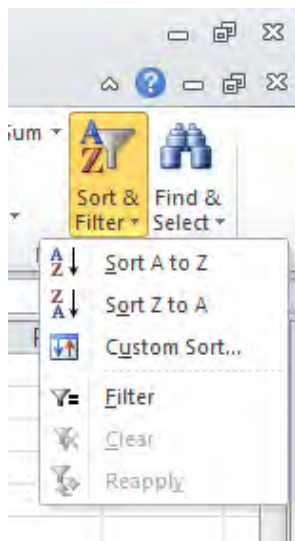 Sum
Sort & Find &
Filter Select
Sort A to Z
Sort Z to A
Custom Sort...
Filter
Clear
Reapply